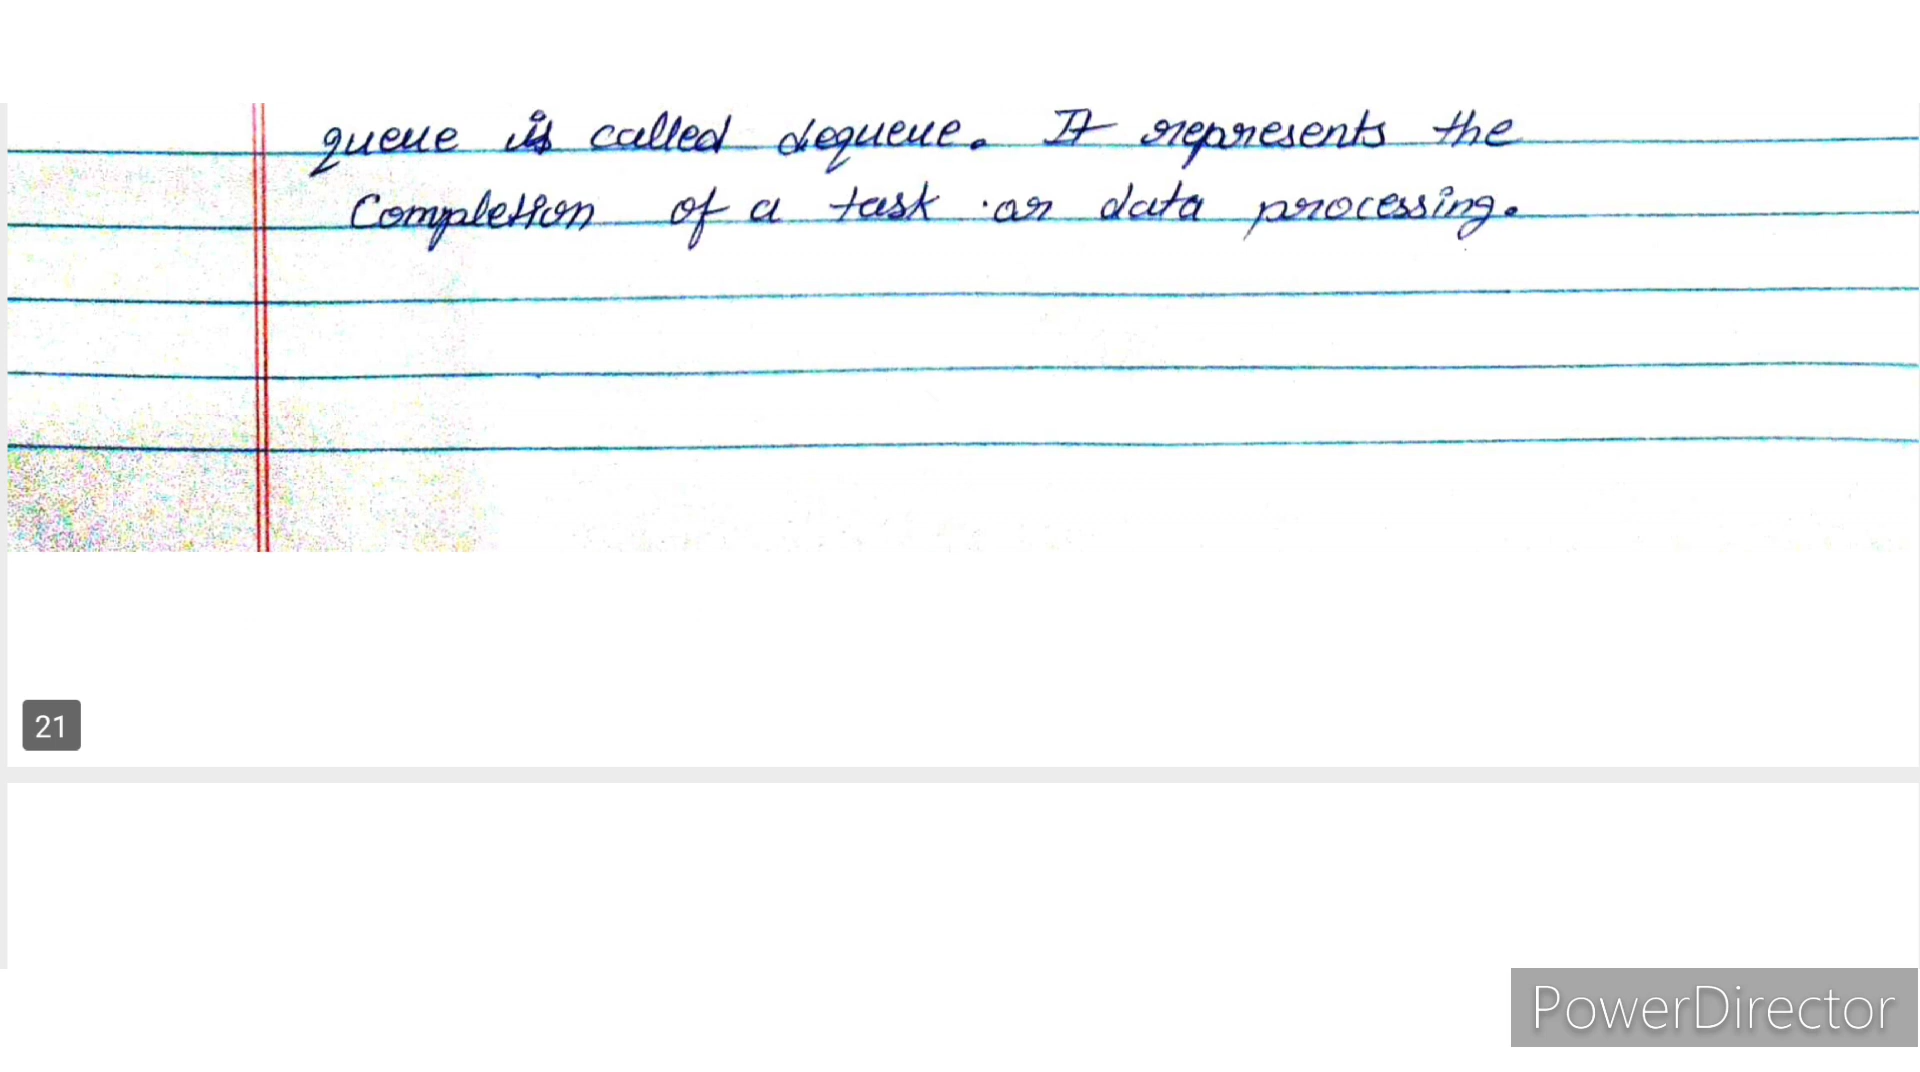 queue is called dequeue. It represents the
Completion of a task or data processing.
21
PowerDirector